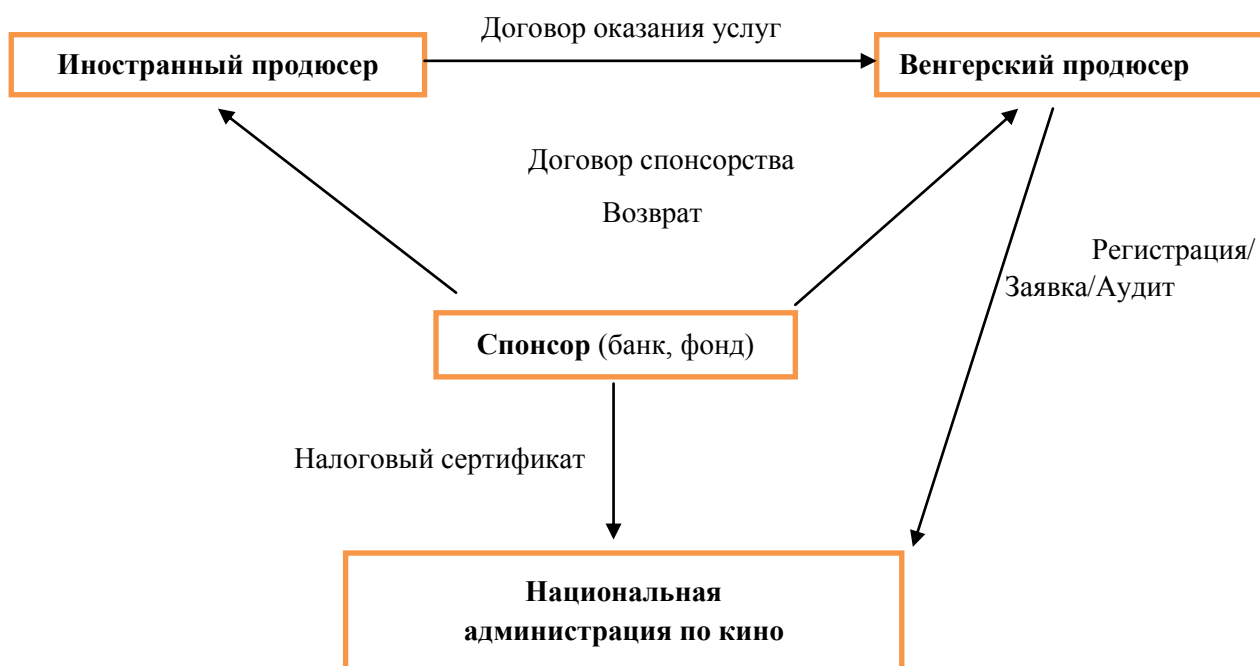 Договор оказания услуг
Иностранный продюсер
Венгерский продюсер
Договор спонсорства
Возврат
Регистрация/
Заявка/Аудит
Спонсор (банк, фонд)
Налоговый сертификат
Национальная
администрация по кино